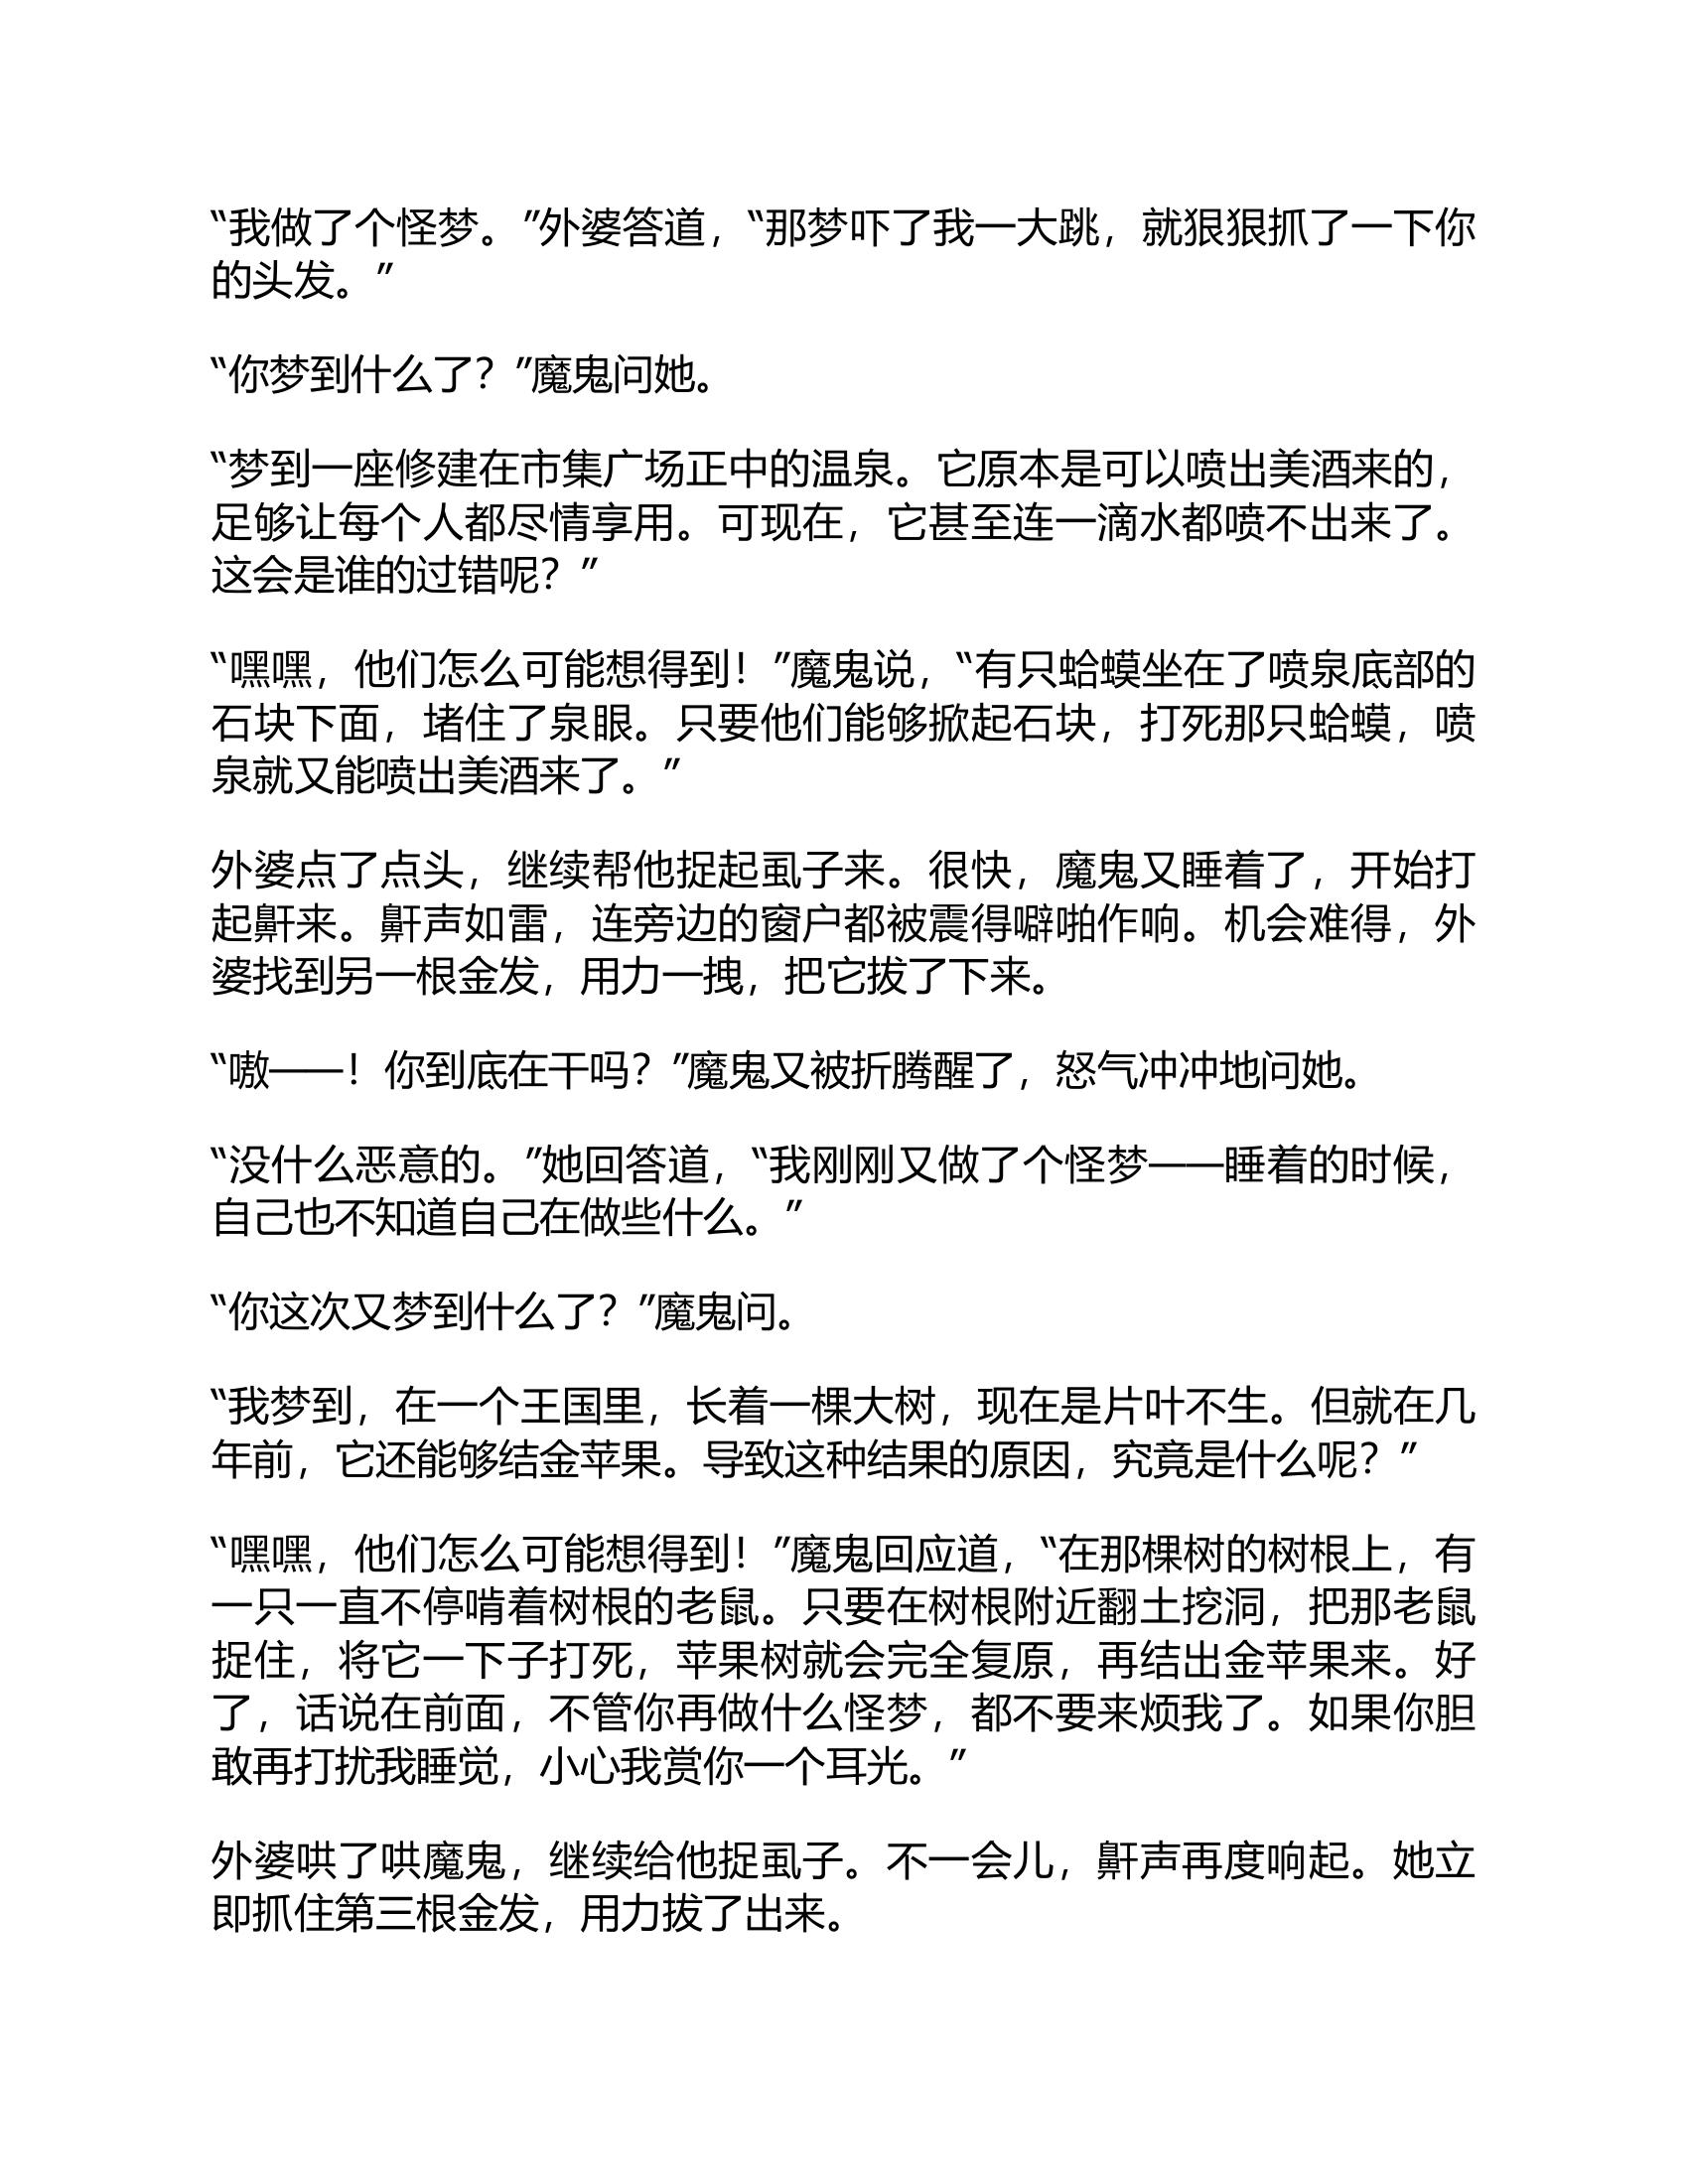 “我做了个怪梦。”外婆答道，“那梦吓了我一大跳，就狠狠抓了一下你
的头发。”
“你梦到什么了？”魔鬼问她。
“梦到一座修建在市集广场正中的温泉。它原本是可以喷出美酒来的，
足够让每个人都尽情享用。可现在，它甚至连一滴水都喷不出来了。
这会是谁的过错呢？”
“嘿嘿，他们怎么可能想得到！”魔鬼说，“有只蛤蟆坐在了喷泉底部的
石块下面，堵住了泉眼。只要他们能够掀起石块，打死那只蛤蟆，喷
泉就又能喷出美酒来了。”
外婆点了点头，继续帮他捉起虱子来。很快，魔鬼又睡着了，开始打
起鼾来。鼾声如雷，连旁边的窗户都被震得噼啪作响。机会难得，外
婆找到另一根金发，用力一拽，把它拔了下来。
“嗷——！你到底在干吗？”魔鬼又被折腾醒了，怒气冲冲地问她。
“没什么恶意的。”她回答道，“我刚刚又做了个怪梦——睡着的时候，
自己也不知道自己在做些什么。”
“你这次又梦到什么了？”魔鬼问。
“我梦到，在一个王国里，长着一棵大树，现在是片叶不生。但就在几
年前，它还能够结金苹果。导致这种结果的原因，究竟是什么呢？”
“嘿嘿，他们怎么可能想得到！”魔鬼回应道，“在那棵树的树根上，有
一只一直不停啃着树根的老鼠。只要在树根附近翻土挖洞，把那老鼠
捉住，将它一下子打死，苹果树就会完全复原，再结出金苹果来。好
了，话说在前面，不管你再做什么怪梦，都不要来烦我了。如果你胆
敢再打扰我睡觉，小心我赏你一个耳光。”
外婆哄了哄魔鬼，继续给他捉虱子。不一会儿，鼾声再度响起。她立
即抓住第三根金发，用力拔了出来。